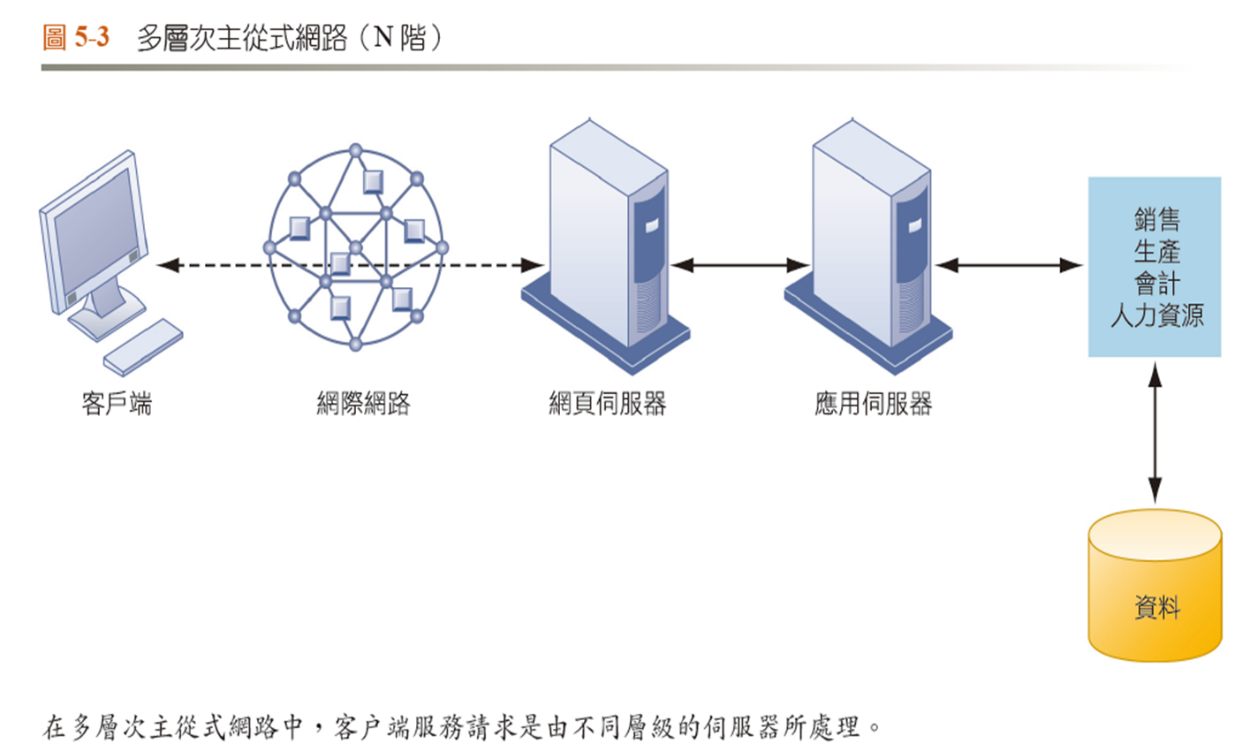 圖 5-3 多層次主從式網路（N 階）
銷售
生產
會計
人力資源
客戶端
網際網路
網頁伺服器
應用伺服器
資料
在多層次主從式網路中，客戶端服務請求是由不同層級的伺服器所處理。